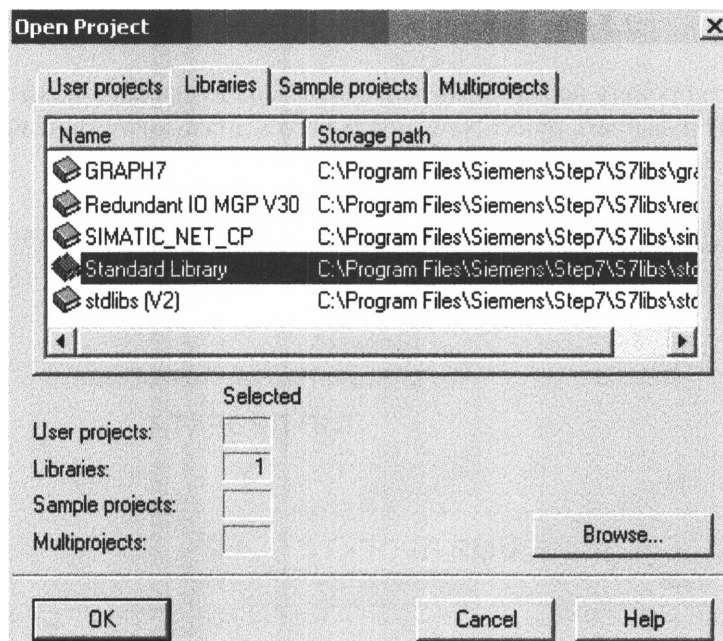 Open Project
User projects Libraries Sample projects Multiprojects
Name Storage path
GRAPH7 C:\Program Files\Siemens\Step7\S7libs\gra
Redundant IO MGP V30 C:\Program Files\Siemens\Step7\S7libs\red
SIMATIC_NET_CP C:\Program Files\Siemens\Step7\S7libs\sim
Standard Library C:\Program Files\Siemens\Step7\S7libs\std
stdlibs (V2) C:\Program Files\Siemens\Step7\S7libs\std
Selected
User projects:
Libraries: 1
Sample projects:
Multiprojects:
Browse...
OK Cancel Help